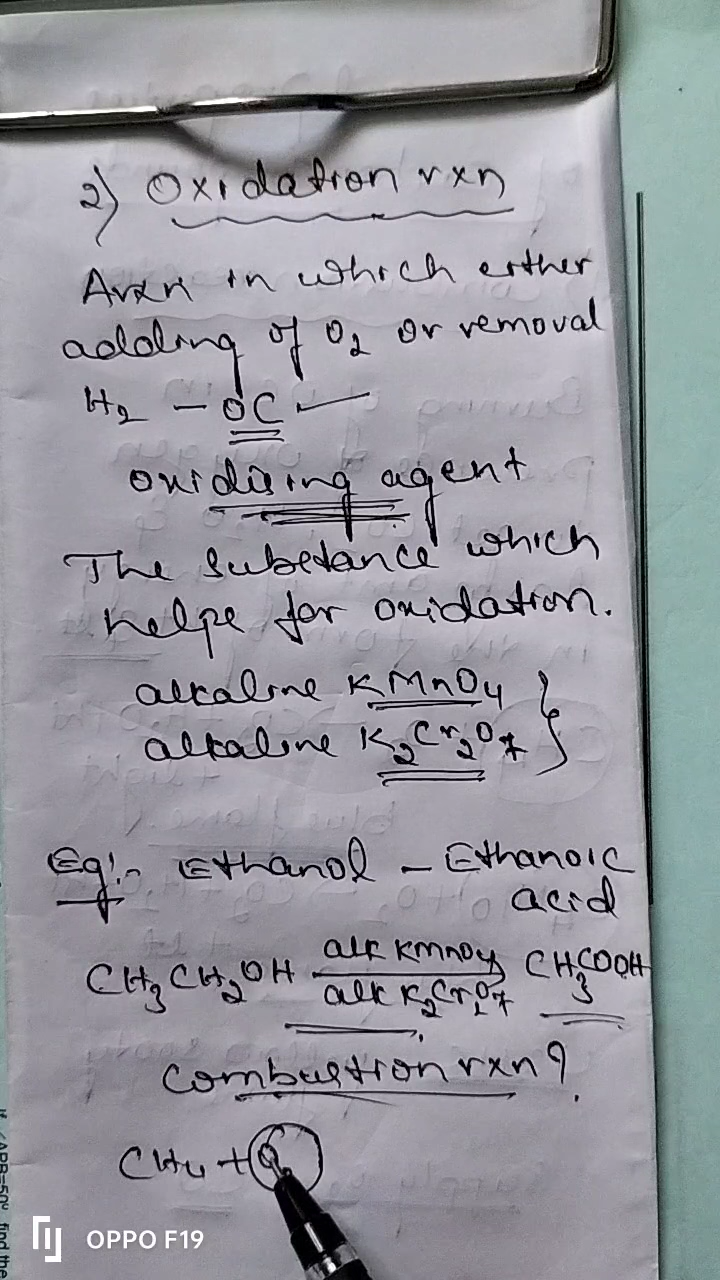 2) Oxidation rxn
A rxn in which either
adding of O2 or removal
H2 - OC
oxidising agent
The substance which
helps for oxidation.
alkaline KMnO4 }
alkaline K2Cr2O7
Eg:- Ethanol - Ethanoic
acid
CH3CH2OH alk KMnO4 CH3COOH
alk K2Cr2O7
Combustion rxn?
CH4 + O
OPPO F19